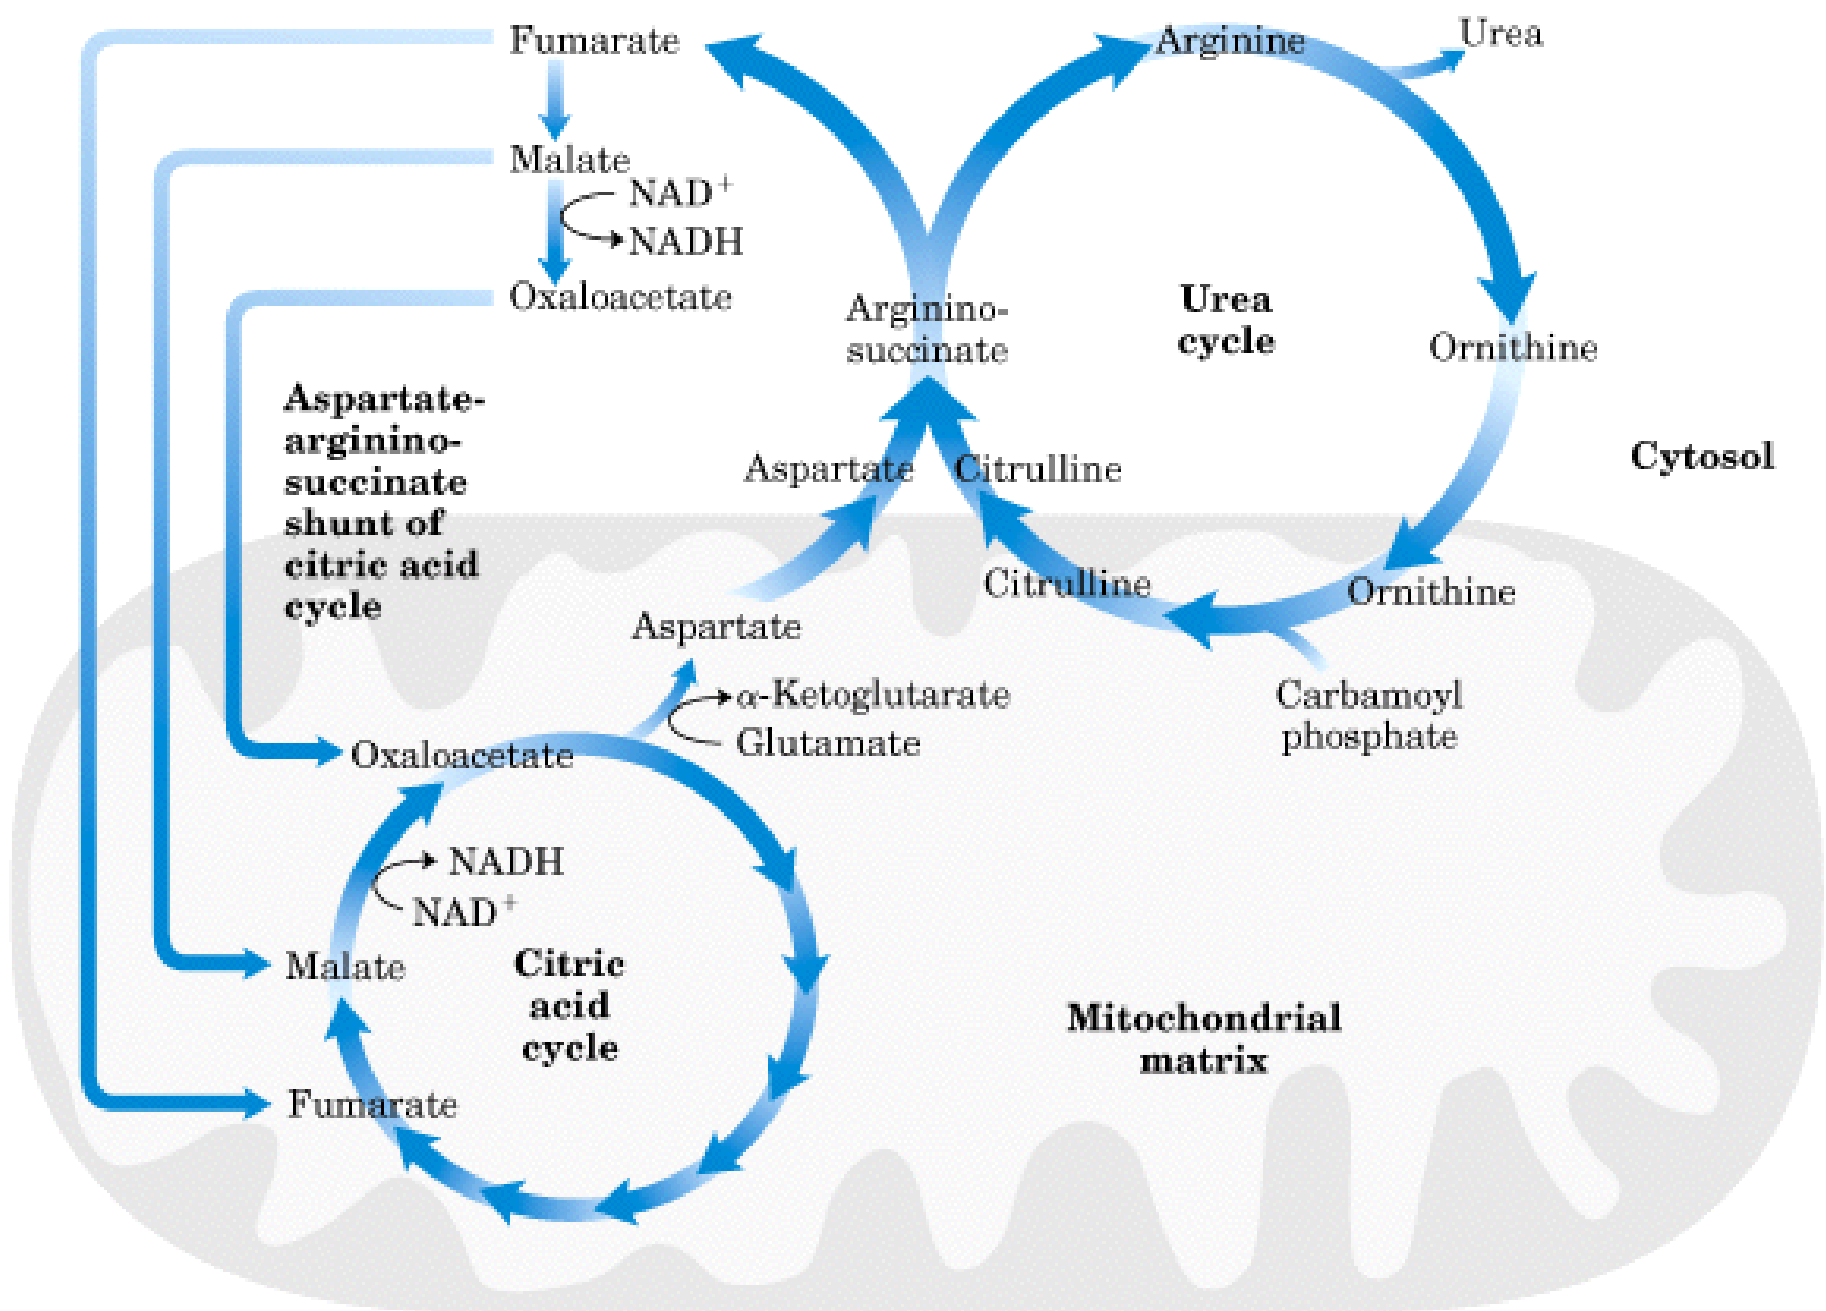 Fumarate
Arginine
Urea
Malate
NAD+
NADH
Oxaloacetate
Arginino-
succinate
Urea
cycle
Ornithine
Aspartate-
arginino-
succinate
shunt of
citric acid
cycle
Aspartate
Citrulline
Cytosol
Citrulline
Ornithine
Aspartate
α-Ketoglutarate
Glutamate
Carbamoyl
phosphate
Oxaloacetate
NADH
NAD+
Malate
Citric
acid
cycle
Mitochondrial
matrix
Fumarate